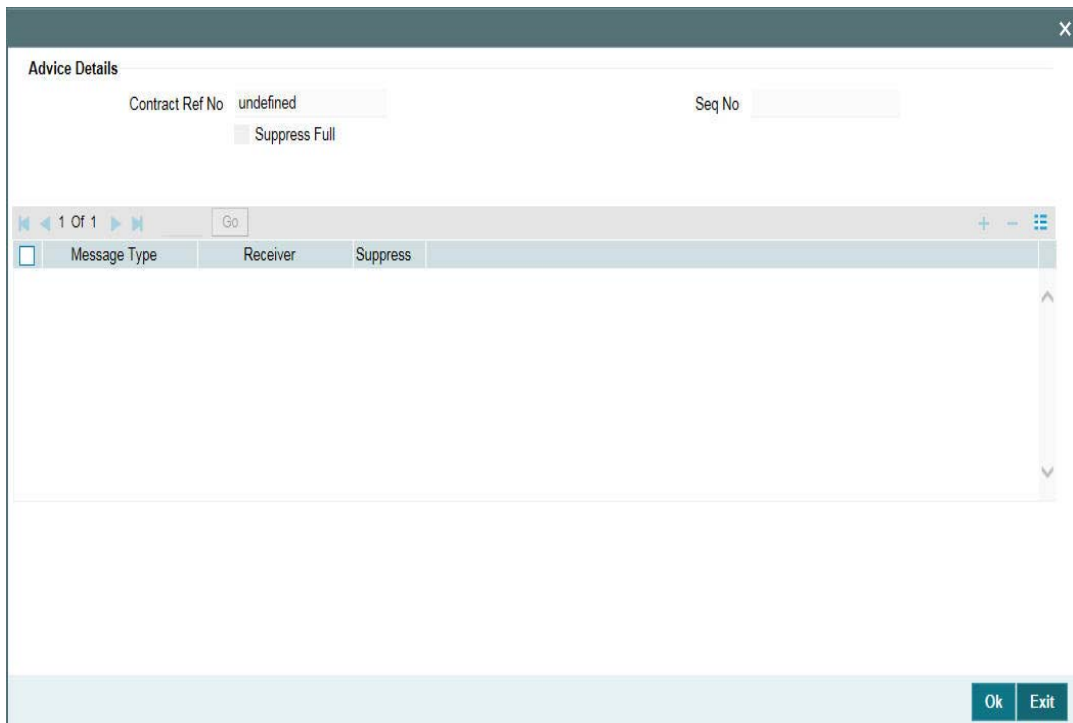 X
Advice Details
Contract Ref No undefined Seq No
Suppress Full
1 Of 1 Go
Message Type Receiver Suppress
Ok Exit